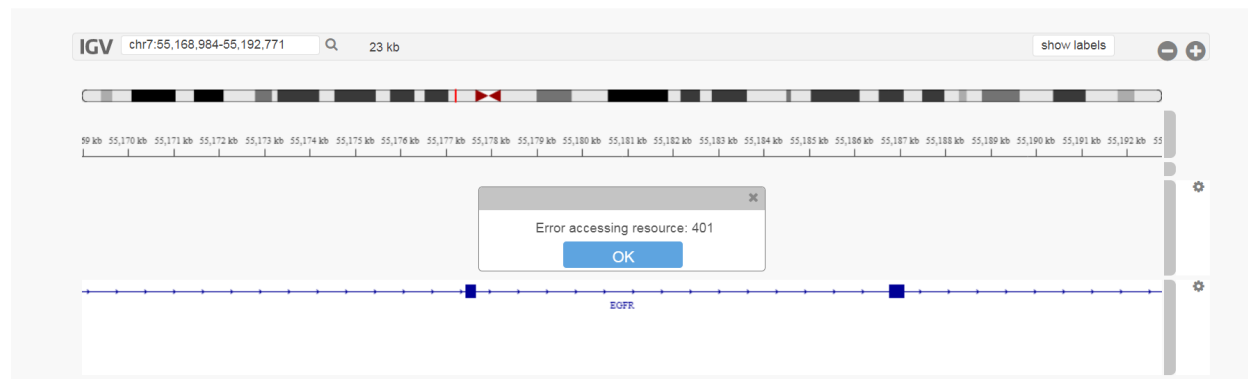 IGV chr7:55,168,984-55,192,771 23 kb show labels
59 kb 55,170 kb 55,171 kb 55,172 kb 55,173 kb 55,174 kb 55,175 kb 55,176 kb 55,177 kb 55,178 kb 55,179 kb 55,180 kb 55,181 kb 55,182 kb 55,183 kb 55,184 kb 55,185 kb 55,186 kb 55,187 kb 55,188 kb 55,189 kb 55,190 kb 55,191 kb 55,192 kb 55
Error accessing resource: 401
OK
EGFR